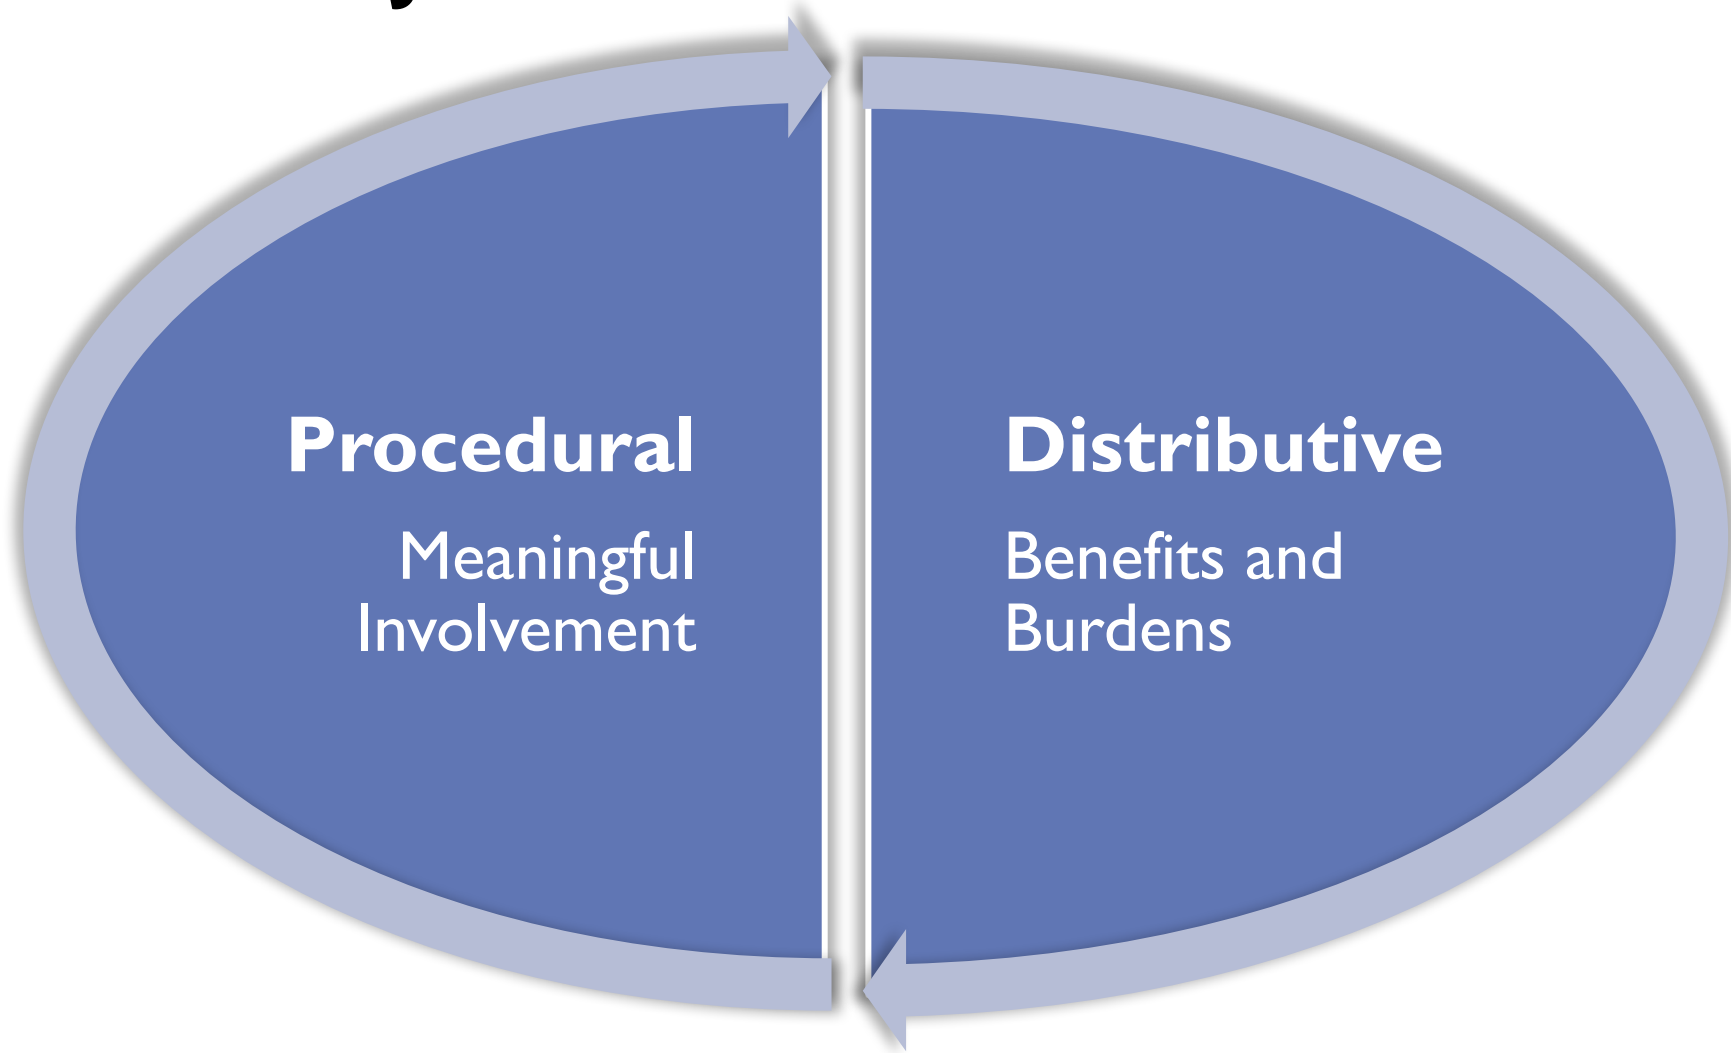 Procedural
Meaningful
Involvement
Distributive
Benefits and
Burdens